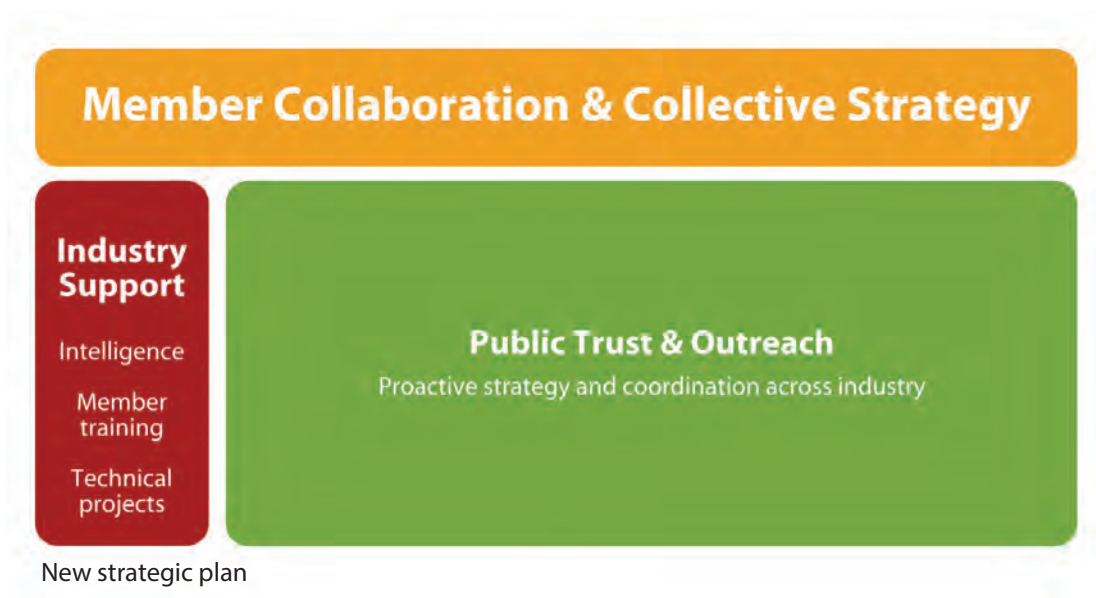 Member Collaboration & Collective Strategy
Industry
Support
Intelligence
Member
training
Technical
projects
Public Trust & Outreach
Proactive strategy and coordination across industry
New strategic plan